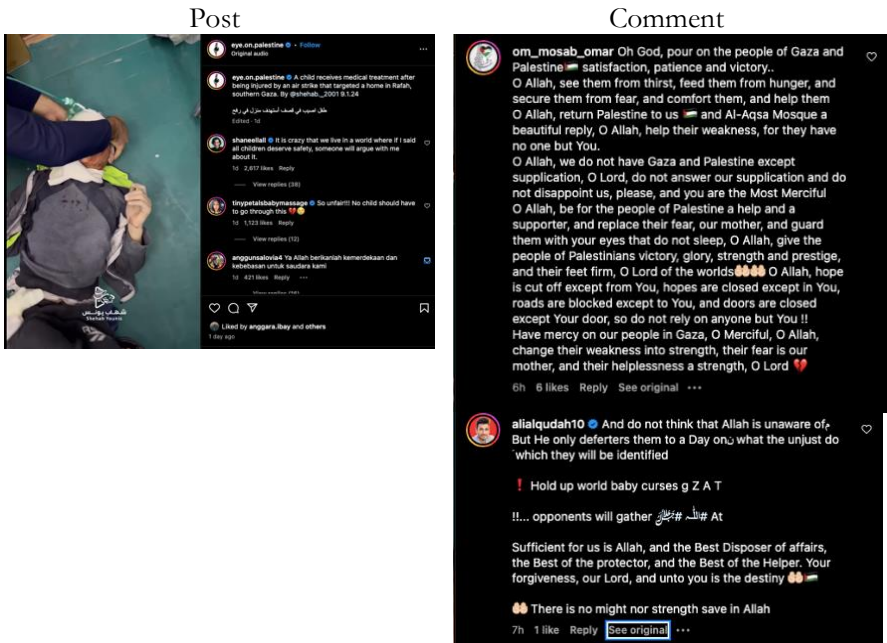 Post
Comment
eye.on.palestine • Follow
Original audio
eye.on.palestine A child receives medical treatment after
being injured by an air strike that targeted a home in Rafah,
southern Gaza. By @shehab._2001 9.1.24
طفل اصيب في قصف استهدف منزل في رفح
Edited · 1d
shaneellall It is crazy that we live in a world where if I said
all children deserve safety, someone will argue with me
about it.
1d 2,617 likes Reply
View replies (38)
tinypetalsbabymassage So unfair!!! No child should have
to go through this 💔😢
1d 1,123 likes Reply
View replies (12)
anggunsalovia4 Ya Allah berikanlah kemerdekaan dan
kebebasan untuk saudara kami
1d 421 likes Reply
Liked by anggara.ibay and others
1 day ago
شهاب يونس
Shehab Younis
om_mosab_omar Oh God, pour on the people of Gaza and
Palestine🇵🇸 satisfaction, patience and victory..
O Allah, see them from thirst, feed them from hunger, and
secure them from fear, and comfort them, and help them
O Allah, return Palestine to us 🇵🇸 and Al-Aqsa Mosque a
beautiful reply, O Allah, help their weakness, for they have
no one but You.
O Allah, we do not have Gaza and Palestine except
supplication, O Lord, do not answer our supplication and do
not disappoint us, please, and you are the Most Merciful
O Allah, be for the people of Palestine a help and a
supporter, and replace their fear, our mother, and guard
them with your eyes that do not sleep, O Allah, give the
people of Palestinians victory, glory, strength and prestige,
and their feet firm, O Lord of the worlds🤲🤲 O Allah, hope
is cut off except from You, hopes are closed except in You,
roads are blocked except to You, and doors are closed
except Your door, so do not rely on anyone but You !!
Have mercy on our people in Gaza, O Merciful, O Allah,
change their weakness into strength, their fear is our
mother, and their helplessness a strength, O Lord 💔
6h 6 likes Reply See original •••
alialqudah10 And do not think that Allah is unaware ofم
But He only deferters them to a Day onن what the unjust do
which they will be identified
❗ Hold up world baby curses g Z A T
!!... opponents will gather ﷻ# الله# At
Sufficient for us is Allah, and the Best Disposer of affairs,
the Best of the protector, and the Best of the Helper. Your
forgiveness, our Lord, and unto you is the destiny 🤲🇵🇸
🤲 There is no might nor strength save in Allah
7h 1 like Reply See original •••